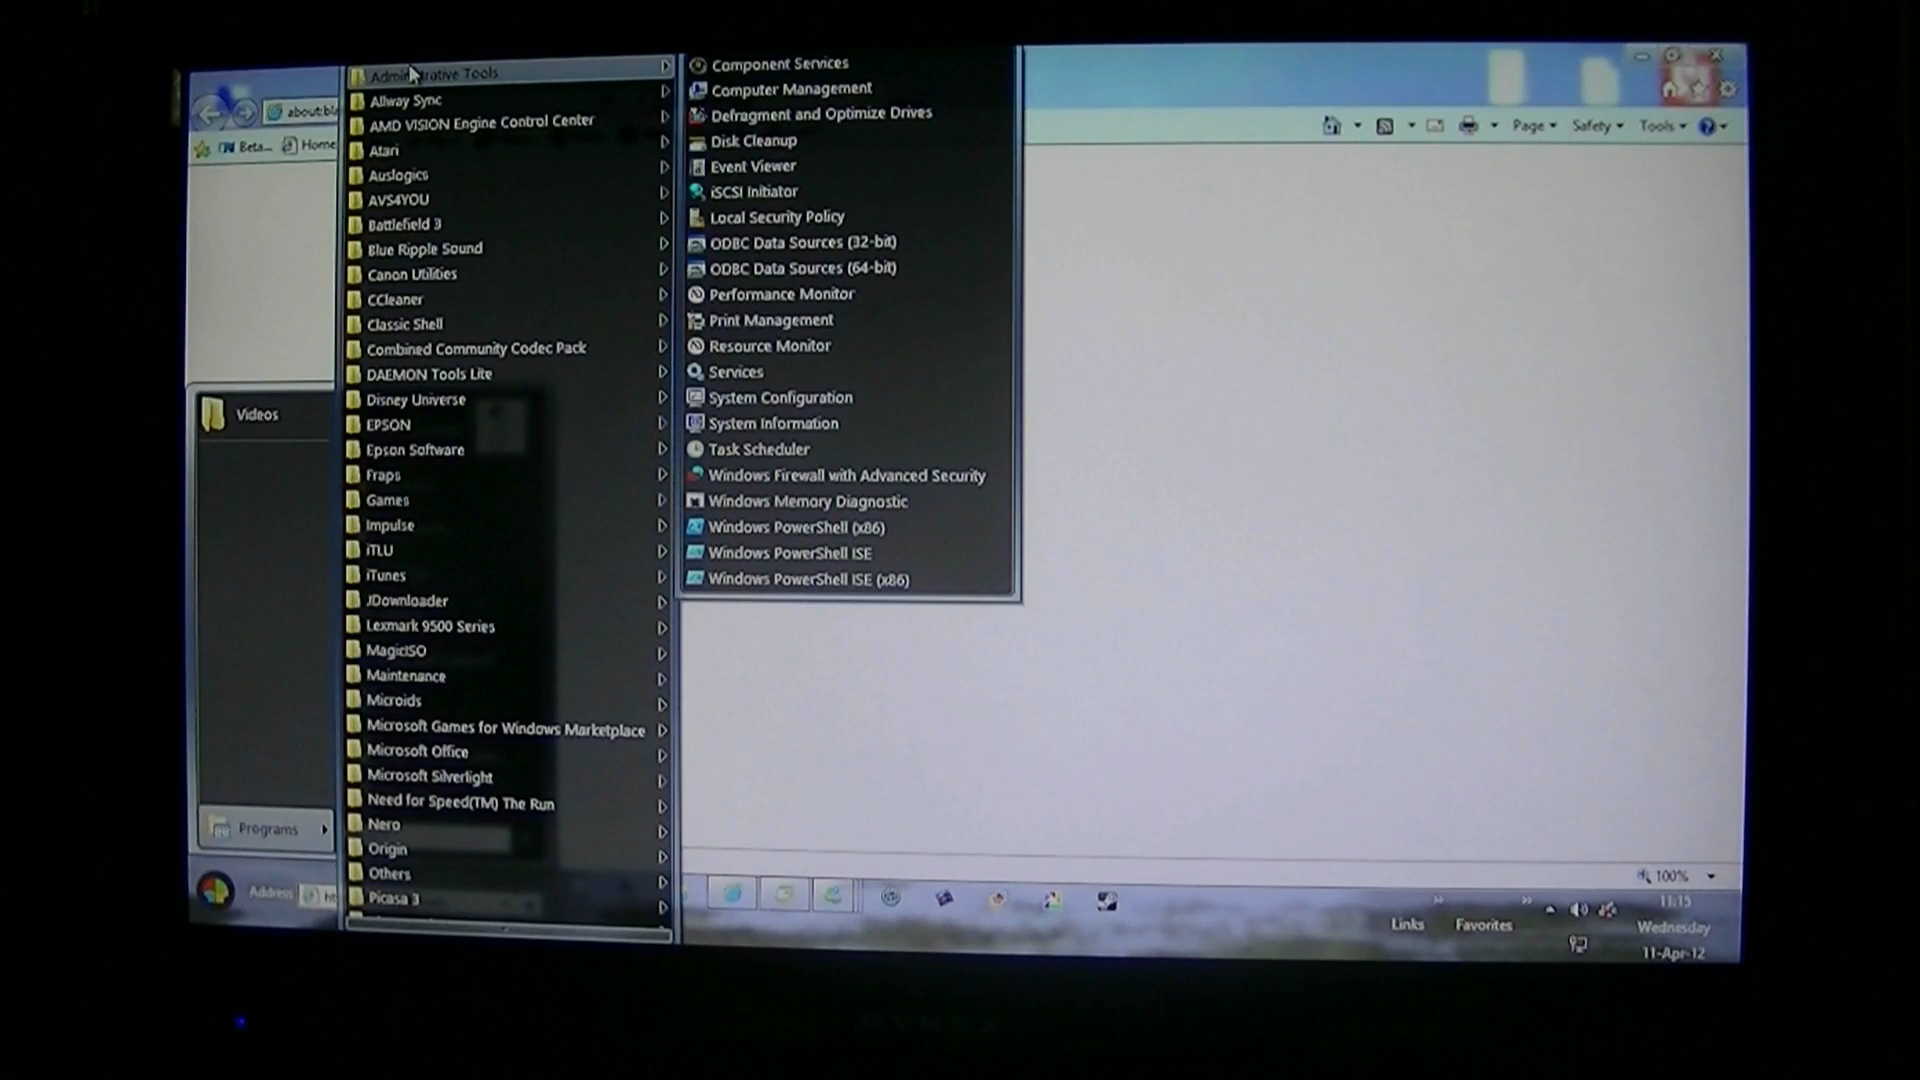 Administrative Tools
Allway Sync
AMD VISION Engine Control Center
Atari
Auslogics
AVS4YOU
Battlefield 3
Blue Ripple Sound
Canon Utilities
CCleaner
Classic Shell
Combined Community Codec Pack
DAEMON Tools Lite
Disney Universe
EPSON
Epson Software
Fraps
Games
Impulse
iTLU
iTunes
JDownloader
Lexmark 9500 Series
MagicISO
Maintenance
Microids
Microsoft Games for Windows Marketplace
Microsoft Office
Microsoft Silverlight
Need for Speed(TM) The Run
Nero
Origin
Others
Picasa 3
Component Services
Computer Management
Defragment and Optimize Drives
Disk Cleanup
Event Viewer
iSCSI Initiator
Local Security Policy
ODBC Data Sources (32-bit)
ODBC Data Sources (64-bit)
Performance Monitor
Print Management
Resource Monitor
Services
System Configuration
System Information
Task Scheduler
Windows Firewall with Advanced Security
Windows Memory Diagnostic
Windows PowerShell (x86)
Windows PowerShell ISE
Windows PowerShell ISE (x86)
about:bla
Beta... Home
Page Safety Tools
Videos
Programs
Address ht
100%
Links Favorites
11:15
Wednesday
11-Apr-12
DYNEX